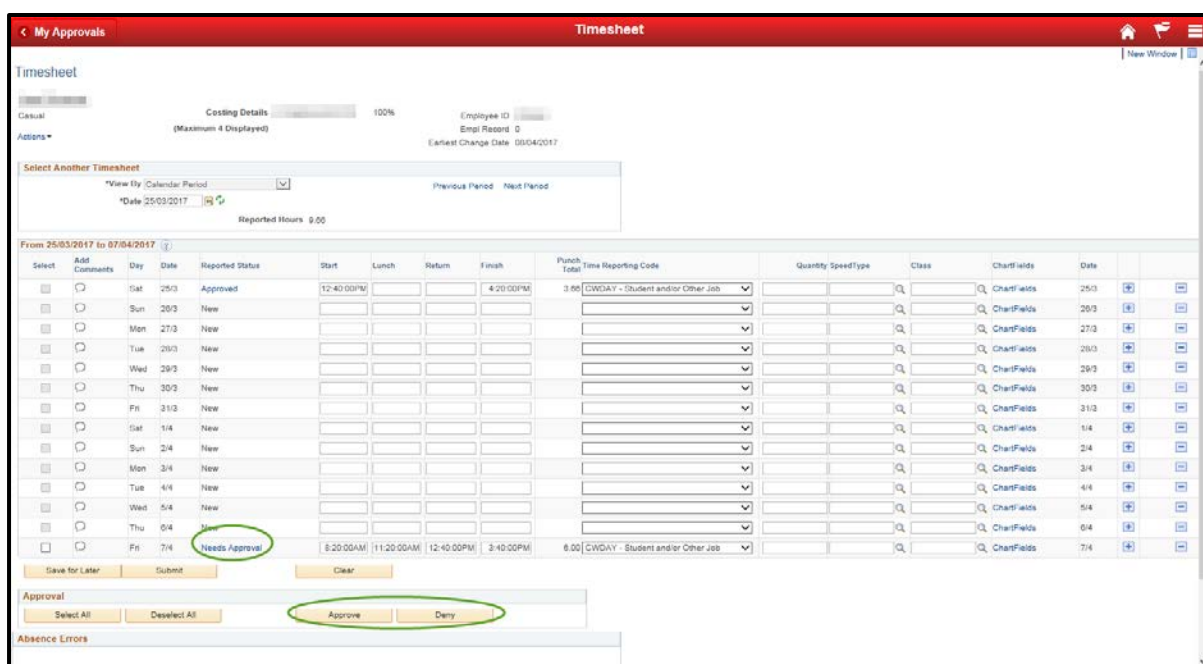 My Approvals Timesheet
New Window
Timesheet
Casual
Costing Details 100%
(Maximum 4 Displayed)
Employee ID
Empl Record 0
Earliest Change Date 08/04/2017
Actions
Select Another Timesheet
*View By Calendar Period
Previous Period Next Period
*Date 25/03/2017
Reported Hours 9.66
From 25/03/2017 to 07/04/2017
Select Add Comments Day Date Reported Status Start Lunch Return Finish Punch Total Time Reporting Code Quantity SpeedType Class ChartFields Date
Sat 25/3 Approved 12:40:00PM 4:20:00PM 3.66 CWDAY - Student and/or Other Job ChartFields 25/3
Sun 26/3 New ChartFields 26/3
Mon 27/3 New ChartFields 27/3
Tue 28/3 New ChartFields 28/3
Wed 29/3 New ChartFields 29/3
Thu 30/3 New ChartFields 30/3
Fri 31/3 New ChartFields 31/3
Sat 1/4 New ChartFields 1/4
Sun 2/4 New ChartFields 2/4
Mon 3/4 New ChartFields 3/4
Tue 4/4 New ChartFields 4/4
Wed 5/4 New ChartFields 5/4
Thu 6/4 New ChartFields 6/4
Fri 7/4 Needs Approval 8:20:00AM 11:20:00AM 12:40:00PM 3:40:00PM 6.00 CWDAY - Student and/or Other Job ChartFields 7/4
Save for Later Submit Clear
Approval
Select All Deselect All Approve Deny
Absence Errors